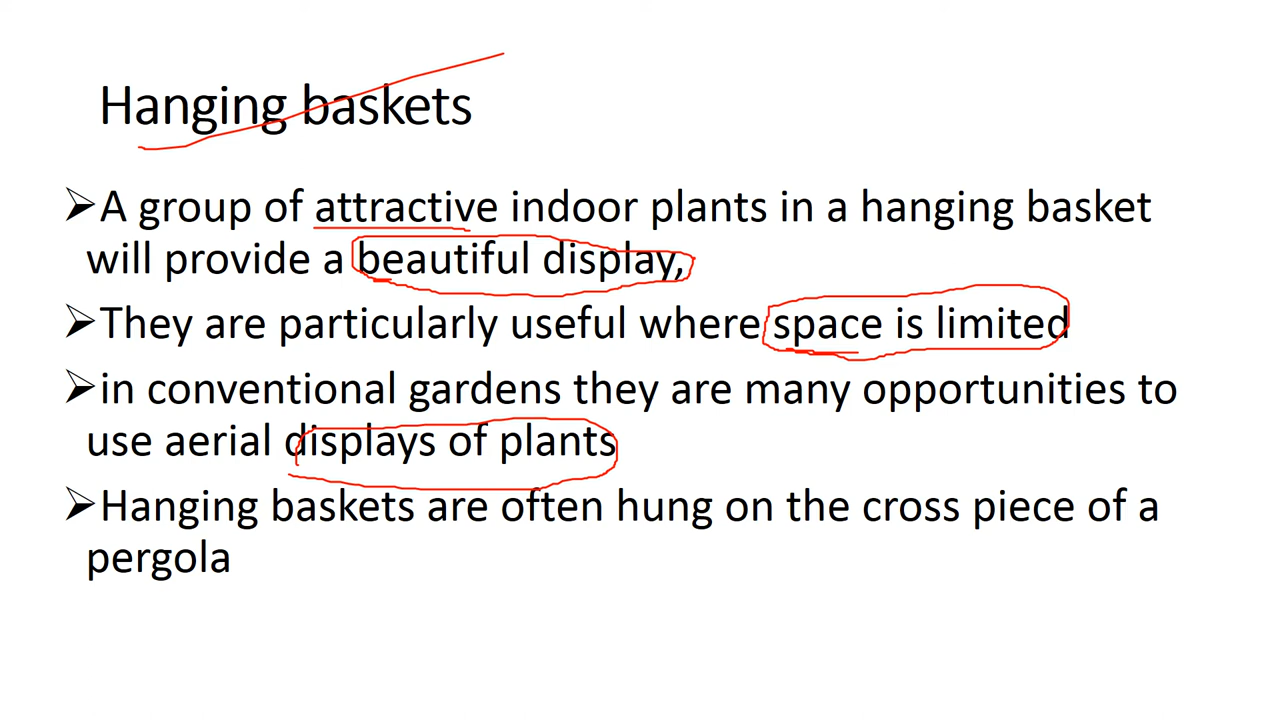 Hanging baskets
➢A group of attractive indoor plants in a hanging basket
will provide a beautiful display,
➢They are particularly useful where space is limited
➢in conventional gardens they are many opportunities to
use aerial displays of plants
➢Hanging baskets are often hung on the cross piece of a
pergola